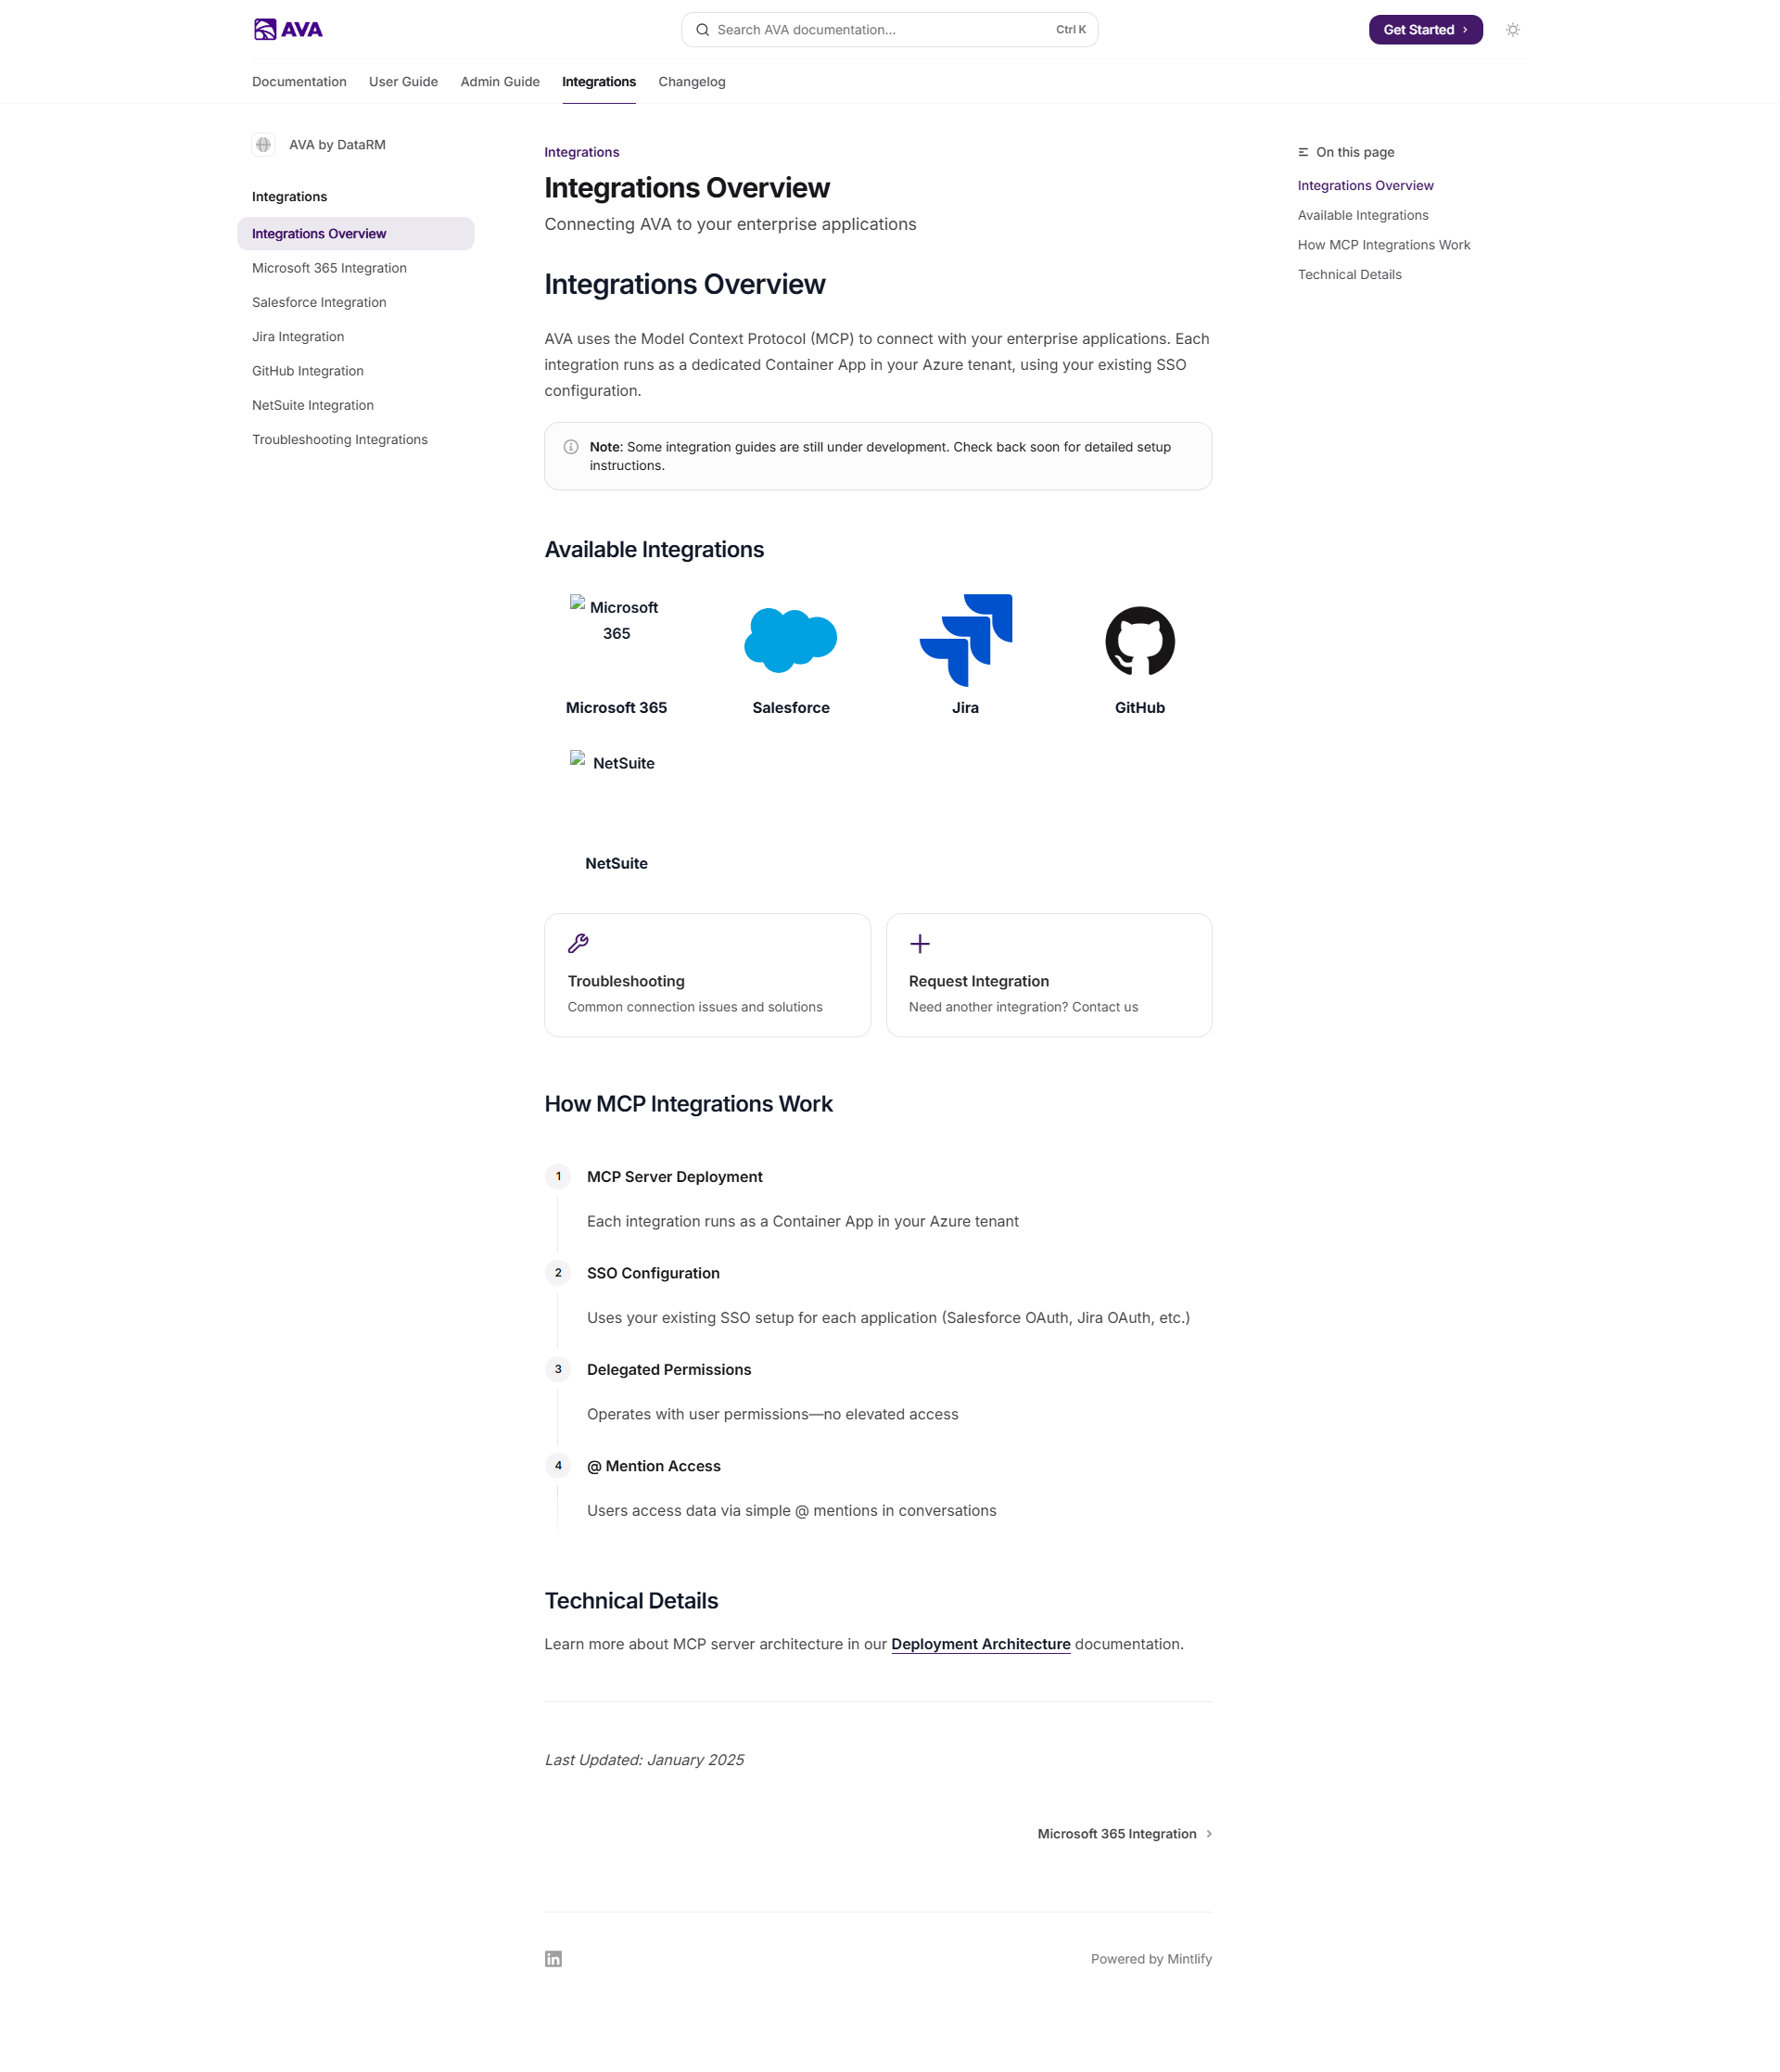 AVA
Search AVA documentation...
Ctrl K
Get Started
Documentation
User Guide
Admin Guide
Integrations
Changelog
AVA by DataRM
Integrations
Integrations Overview
Microsoft 365 Integration
Salesforce Integration
Jira Integration
GitHub Integration
NetSuite Integration
Troubleshooting Integrations
Integrations
Integrations Overview
Connecting AVA to your enterprise applications
Integrations Overview
AVA uses the Model Context Protocol (MCP) to connect with your enterprise applications. Each
integration runs as a dedicated Container App in your Azure tenant, using your existing SSO
configuration.
Note: Some integration guides are still under development. Check back soon for detailed setup
instructions.
Available Integrations
Microsoft
365
Microsoft 365
Salesforce
Jira
GitHub
NetSuite
NetSuite
Troubleshooting
Common connection issues and solutions
Request Integration
Need another integration? Contact us
How MCP Integrations Work
1
MCP Server Deployment
Each integration runs as a Container App in your Azure tenant
2
SSO Configuration
Uses your existing SSO setup for each application (Salesforce OAuth, Jira OAuth, etc.)
3
Delegated Permissions
Operates with user permissions—no elevated access
4
@ Mention Access
Users access data via simple @ mentions in conversations
Technical Details
Learn more about MCP server architecture in our Deployment Architecture documentation.
Last Updated: January 2025
Microsoft 365 Integration
Powered by Mintlify
On this page
Integrations Overview
Available Integrations
How MCP Integrations Work
Technical Details